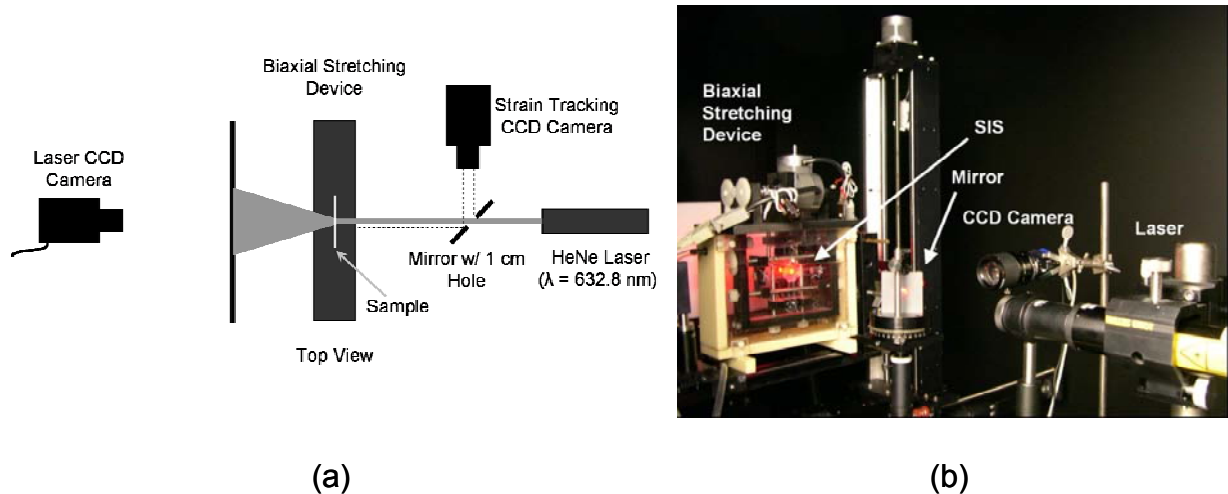 Biaxial Stretching
Device
Strain Tracking
CCD Camera
Laser CCD
Camera
Mirror w/ 1 cm
Hole
HeNe Laser
(λ = 632.8 nm)
Sample
Top View
(a)
Biaxial
Stretching
Device
SIS
Mirror
CCD Camera
Laser
(b)